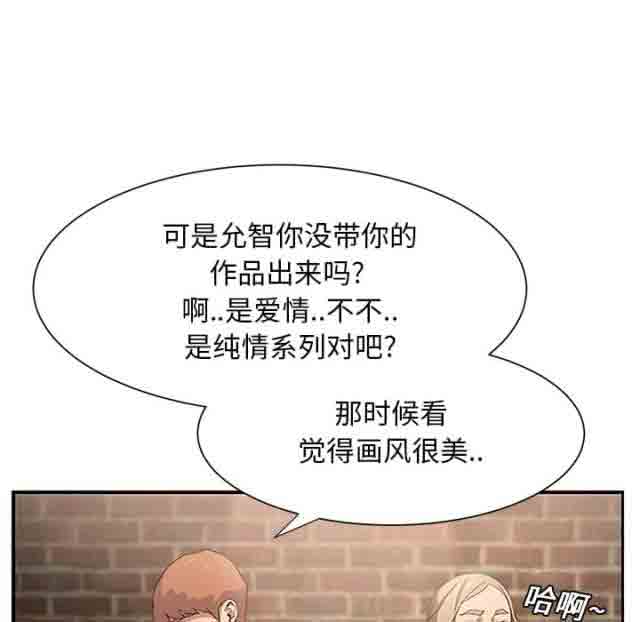 可是允智你没带你的
作品出来吗?
啊..是爱情..不不..
是纯情系列对吧?
那时候看
觉得画风很美..
哈啊~